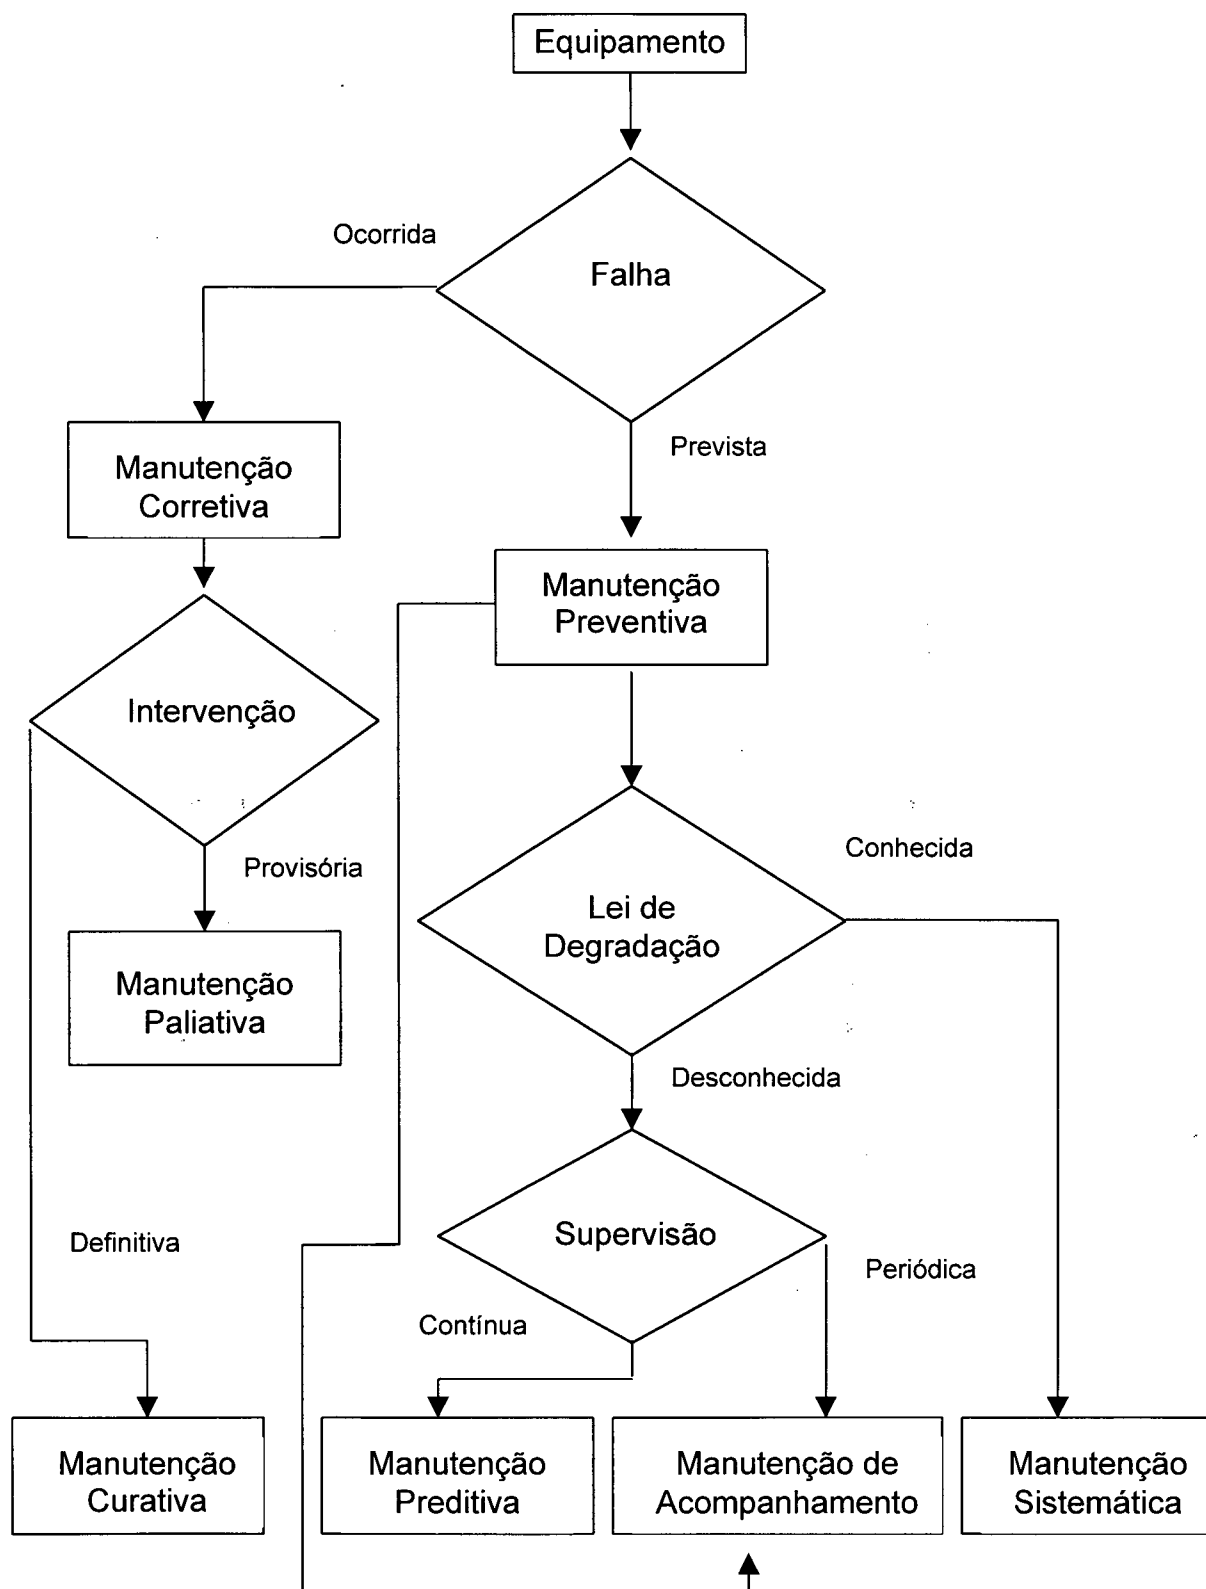 Equipamento
Ocorrida
Falha
Prevista
Manutenção
Corretiva
Manutenção
Preventiva
Intervenção
Provisória
Conhecida
Lei de
Degradação
Manutenção
Paliativa
Desconhecida
Definitiva
Supervisão
Periódica
Contínua
Manutenção
Curativa
Manutenção
Preditiva
Manutenção de
Acompanhamento
Manutenção
Sistemática